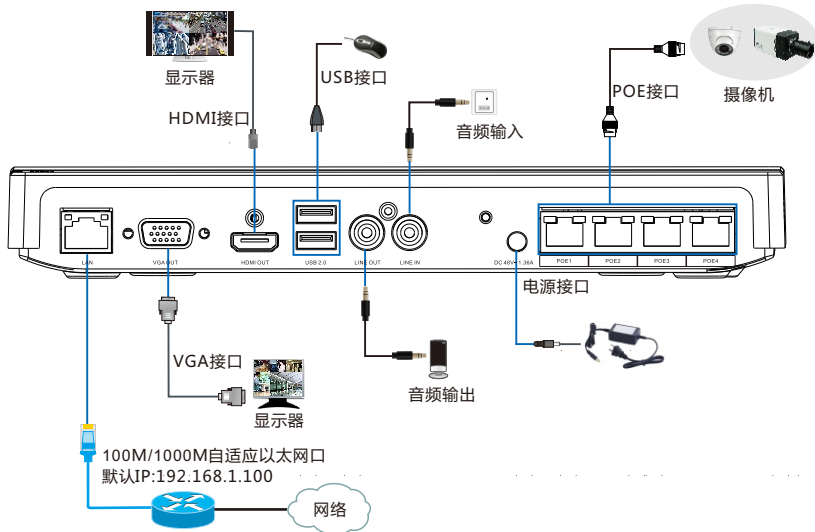 显示器
HDMI接口
USB接口
音频输入
POE接口
摄像机
LAN
VGA OUT
HDMI OUT
USB 2.0
LINE OUT
LINE IN
DC 48V 1.36A
POE1
POE2
POE3
POE4
电源接口
VGA接口
显示器
音频输出
100M/1000M自适应以太网口
默认IP:192.168.1.100
网络